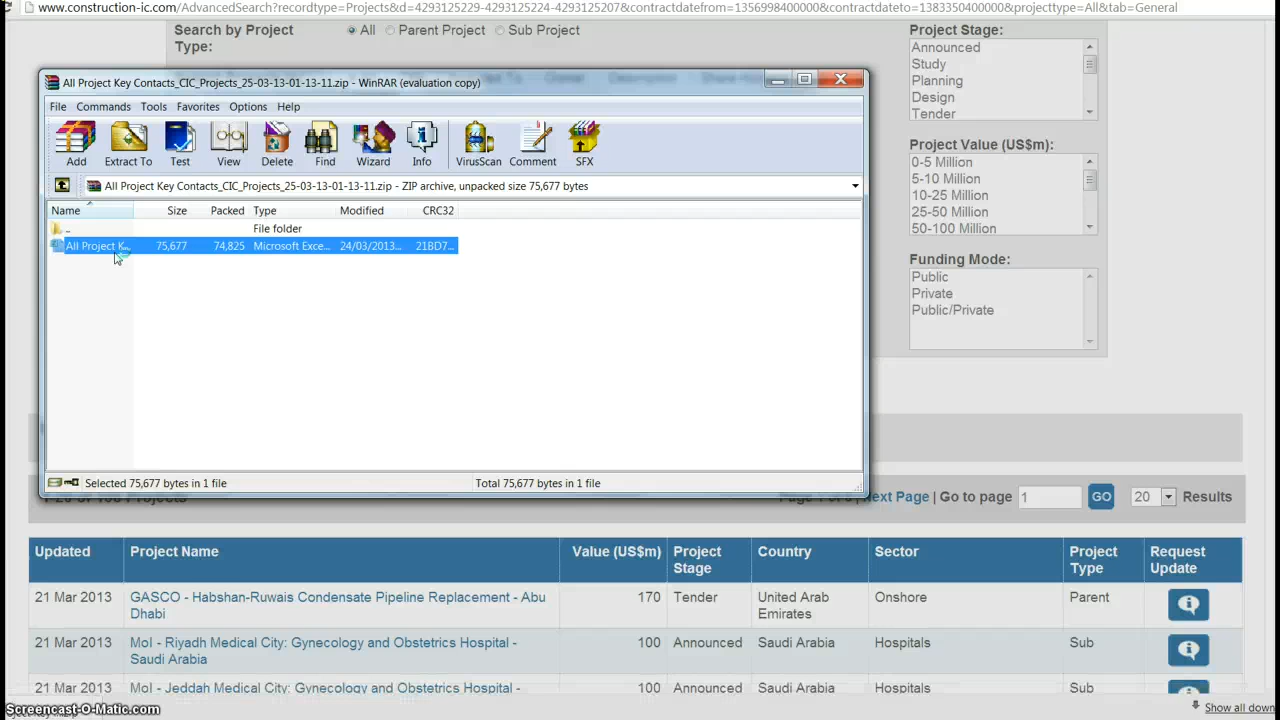 www.construction-ic.com/AdvancedSearch?recordtype=Projects&d=4293125229-4293125224-4293125207&contractdatefrom=1356998400000&contractdateto=1383350400000&projecttype=All&tab=General
Search by Project
Type:
All
Parent Project
Sub Project
Project Stage:
Announced
Study
Planning
Design
Tender
Project Value (US$m):
0-5 Million
5-10 Million
10-25 Million
25-50 Million
50-100 Million
Funding Mode:
Public
Private
Public/Private
All Project Key Contacts_CIC_Projects_25-03-13-01-13-11.zip - WinRAR (evaluation copy)
File Commands Tools Favorites Options Help
Add Extract To Test View Delete Find Wizard Info VirusScan Comment SFX
All Project Key Contacts_CIC_Projects_25-03-13-01-13-11.zip - ZIP archive, unpacked size 75,677 bytes
Name Size Packed Type Modified CRC32
.. File folder
All Project K... 75,677 74,825 Microsoft Exce... 24/03/2013... 21BD7...
Selected 75,677 bytes in 1 file Total 75,677 bytes in 1 file
Next Page | Go to page 1 GO 20 Results
Updated Project Name Value (US$m) Project Stage Country Sector Project Type Request Update
21 Mar 2013 GASCO - Habshan-Ruwais Condensate Pipeline Replacement - Abu Dhabi 170 Tender United Arab Emirates Onshore Parent
21 Mar 2013 MoI - Riyadh Medical City: Gynecology and Obstetrics Hospital - Saudi Arabia 100 Announced Saudi Arabia Hospitals Sub
21 Mar 2013 MoI - Jeddah Medical City: Gynecology and Obstetrics Hospital - 100 Announced Saudi Arabia Hospitals Sub
Screencast-O-Matic.com
Show all down